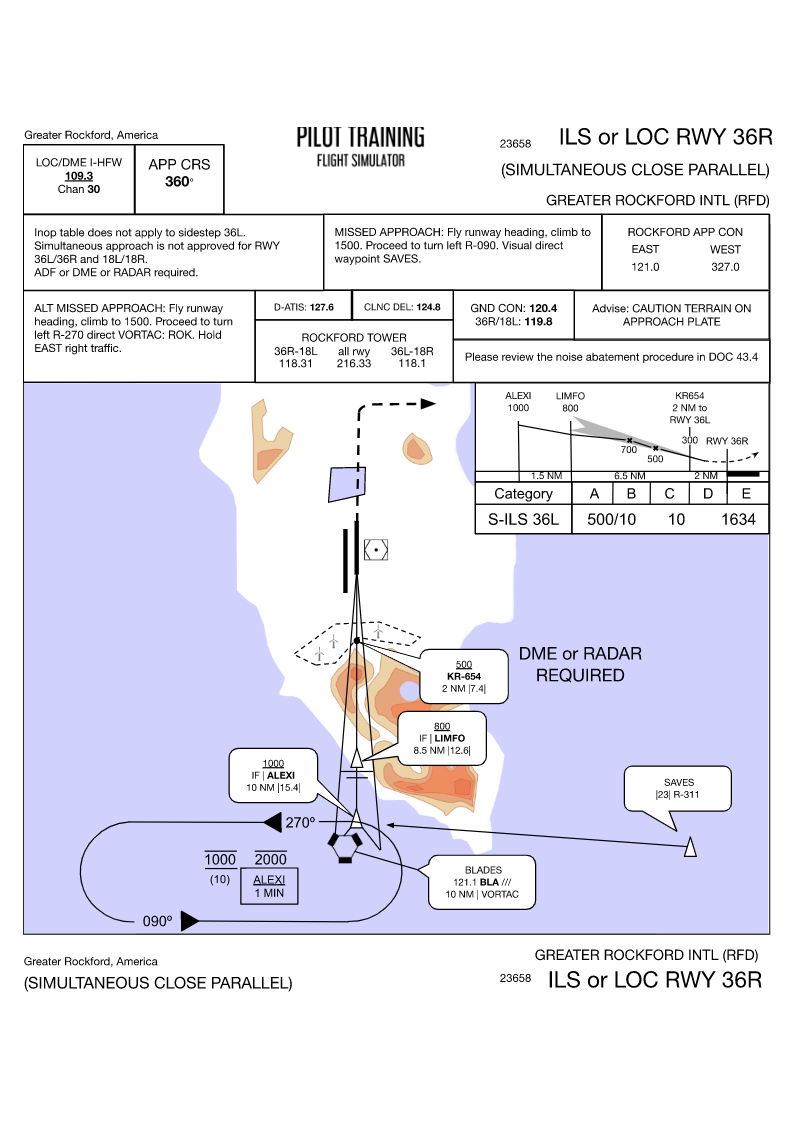 Greater Rockford, America
PILOT TRAINING
FLIGHT SIMULATOR
23658
ILS or LOC RWY 36R
(SIMULTANEOUS CLOSE PARALLEL)
GREATER ROCKFORD INTL (RFD)
LOC/DME I-HFW
109.3
Chan 30
APP CRS
360°
Inop table does not apply to sidestep 36L.
Simultaneous approach is not approved for RWY
36L/36R and 18L/18R.
ADF or DME or RADAR required.
MISSED APPROACH: Fly runway heading, climb to
1500. Proceed to turn left R-090. Visual direct
waypoint SAVES.
ROCKFORD APP CON
EAST WEST
121.0 327.0
ALT MISSED APPROACH: Fly runway
heading, climb to 1500. Proceed to turn
left R-270 direct VORTAC: ROK. Hold
EAST right traffic.
D-ATIS: 127.6
CLNC DEL: 124.8
ROCKFORD TOWER
36R-18L all rwy 36L-18R
118.31 216.33 118.1
GND CON: 120.4
36R/18L: 119.8
Advise: CAUTION TERRAIN ON
APPROACH PLATE
Please review the noise abatement procedure in DOC 43.4
ALEXI
1000
LIMFO
800
KR654
2 NM to
RWY 36L
300
RWY 36R
700
500
1.5 NM 6.5 NM 2 NM
Category A B C D E
S-ILS 36L 500/10 10 1634
DME or RADAR
REQUIRED
500
KR-654
2 NM |7.4|
800
IF | LIMFO
8.5 NM |12.6|
1000
IF | ALEXI
10 NM |15.4|
SAVES
|23| R-311
270º
1000 2000
(10)
ALEXI
1 MIN
090º
BLADES
121.1 BLA ///
10 NM | VORTAC
Greater Rockford, America
(SIMULTANEOUS CLOSE PARALLEL)
GREATER ROCKFORD INTL (RFD)
23658
ILS or LOC RWY 36R